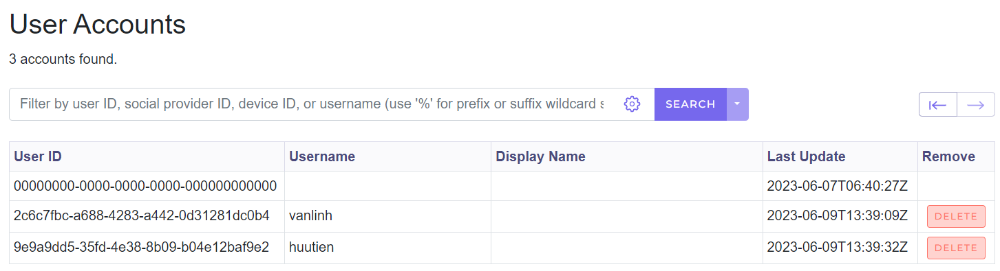 User Accounts
3 accounts found.
Filter by user ID, social provider ID, device ID, or username (use '%' for prefix or suffix wildcard s
SEARCH
User ID Username Display Name Last Update Remove
00000000-0000-0000-0000-000000000000 2023-06-07T06:40:27Z
2c6c7fbc-a688-4283-a442-0d31281dc0b4 vanlinh 2023-06-09T13:39:09Z DELETE
9e9a9dd5-35fd-4e38-8b09-b04e12baf9e2 huutien 2023-06-09T13:39:32Z DELETE